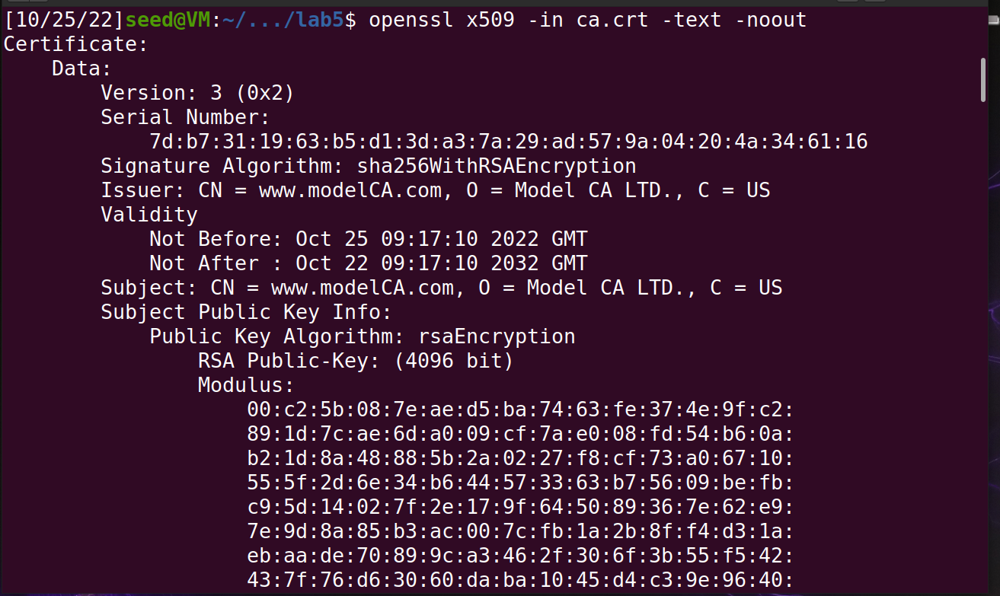 [10/25/22]seed@VM:~/.../lab5$ openssl x509 -in ca.crt -text -noout
Certificate:
    Data:
        Version: 3 (0x2)
        Serial Number:
            7d:b7:31:19:63:b5:d1:3d:a3:7a:29:ad:57:9a:04:20:4a:34:61:16
        Signature Algorithm: sha256WithRSAEncryption
        Issuer: CN = www.modelCA.com, O = Model CA LTD., C = US
        Validity
            Not Before: Oct 25 09:17:10 2022 GMT
            Not After : Oct 22 09:17:10 2032 GMT
        Subject: CN = www.modelCA.com, O = Model CA LTD., C = US
        Subject Public Key Info:
            Public Key Algorithm: rsaEncryption
                RSA Public-Key: (4096 bit)
                Modulus:
                    00:c2:5b:08:7e:ae:d5:ba:74:63:fe:37:4e:9f:c2:
                    89:1d:7c:ae:6d:a0:09:cf:7a:e0:08:fd:54:b6:0a:
                    b2:1d:8a:48:88:5b:2a:02:27:f8:cf:73:a0:67:10:
                    55:5f:2d:6e:34:b6:44:57:33:63:b7:56:09:be:fb:
                    c9:5d:14:02:7f:2e:17:9f:64:50:89:36:7e:62:e9:
                    7e:9d:8a:85:b3:ac:00:7c:fb:1a:2b:8f:f4:d3:1a:
                    eb:aa:de:70:89:9c:a3:46:2f:30:6f:3b:55:f5:42:
                    43:7f:76:d6:30:60:da:ba:10:45:d4:c3:9e:96:40: